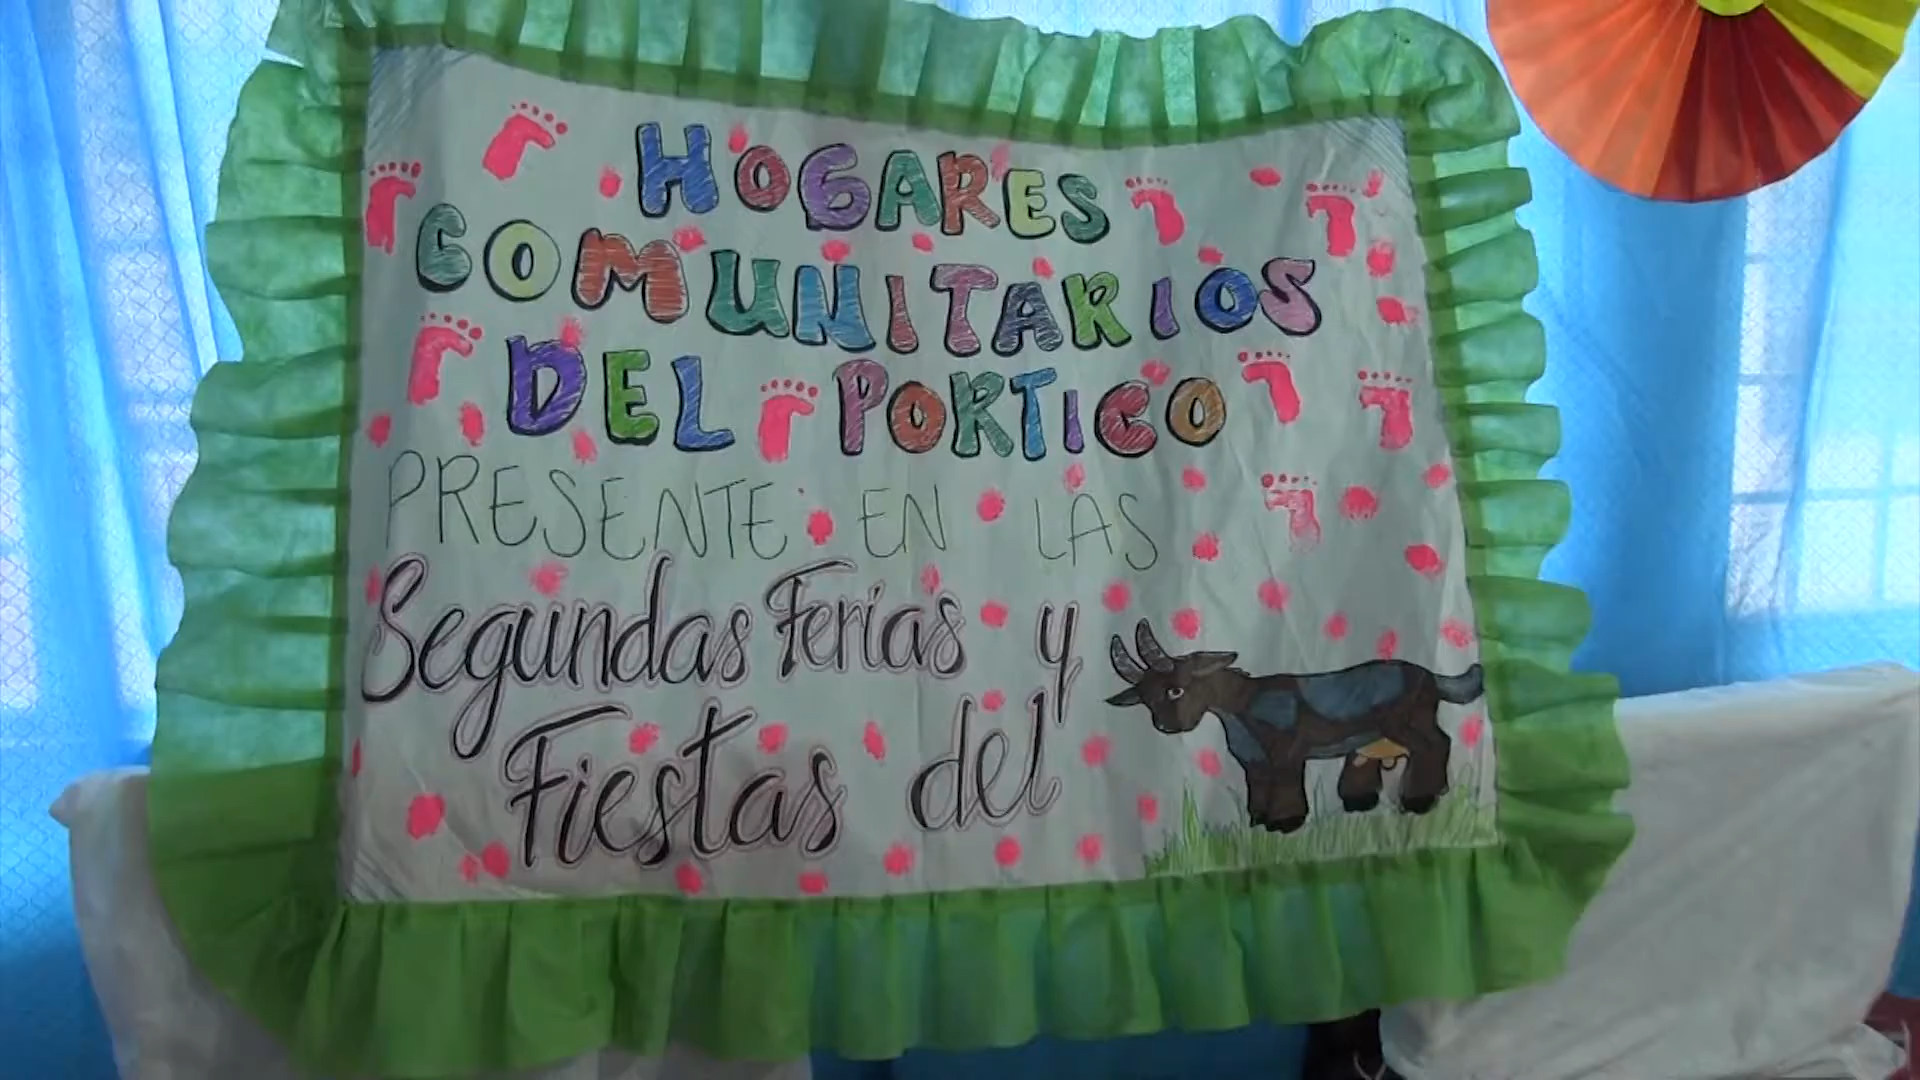 HOGARES
COMUNITARIOS
DEL PORTICO
PRESENTE EN LAS
Segundas Ferias y
Fiestas del